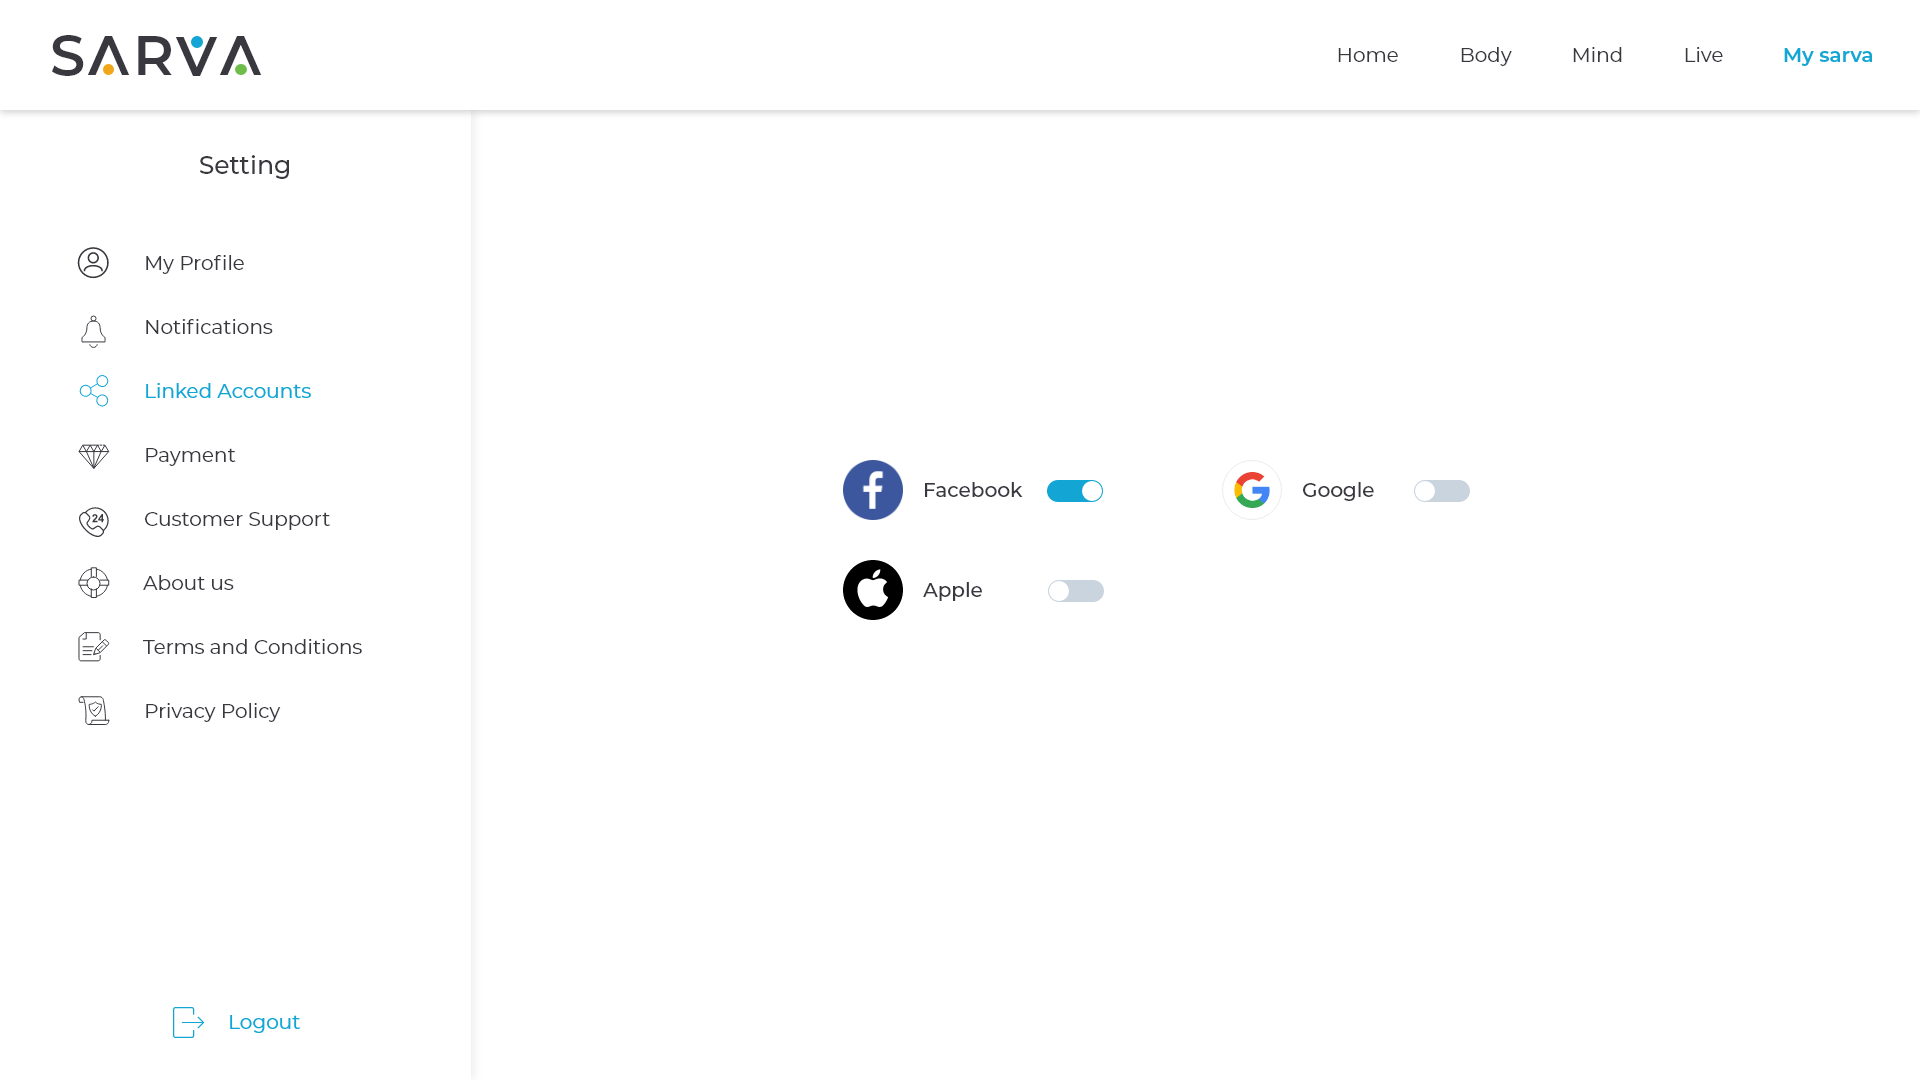 SARVA
Home Body Mind Live My sarva
Setting
My Profile
Notifications
Linked Accounts
Payment
24
Customer Support
About us
Terms and Conditions
Privacy Policy
Logout
Facebook
Google
Apple